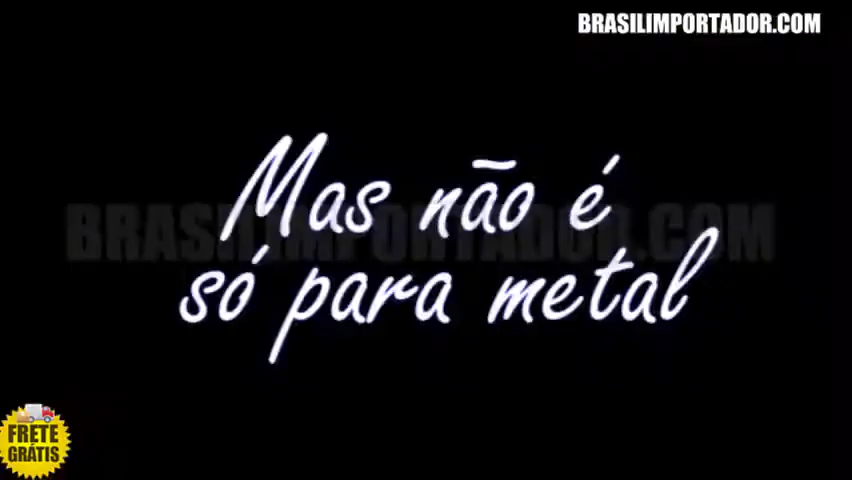 BRASILIMPORTADOR.COM
Mas não é
BRASILIMPORTADOR.COM
só para metal
FRETE
GRÁTIS